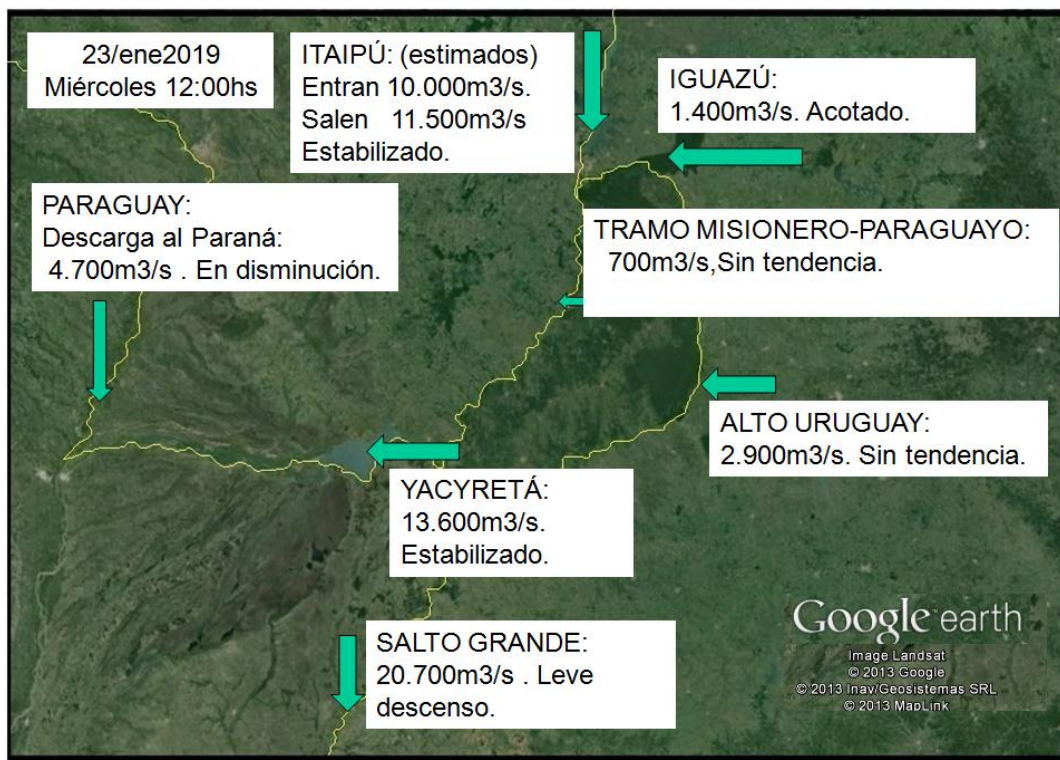 23/ene2019
Miércoles 12:00hs
ITAIPÚ: (estimados)
Entran 10.000m3/s.
Salen 11.500m3/s
Estabilizado.
IGUAZÚ:
1.400m3/s. Acotado.
PARAGUAY:
Descarga al Paraná:
4.700m3/s . En disminución.
TRAMO MISIONERO-PARAGUAYO:
700m3/s,Sin tendencia.
ALTO URUGUAY:
2.900m3/s. Sin tendencia.
YACYRETÁ:
13.600m3/s.
Estabilizado.
SALTO GRANDE:
20.700m3/s . Leve
descenso.
Google earth
Image Landsat
© 2013 Google
© 2013 Inav/Geosistemas SRL
© 2013 MapLink